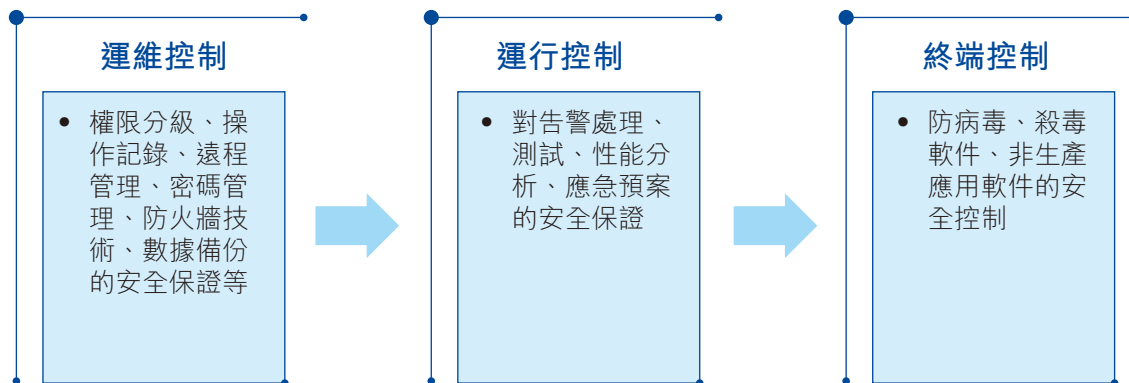 運維控制
• 權限分級、操
作記錄、遠程
管理、密碼管
理、防火牆技
術、數據備份
的安全保證等
運行控制
• 對告警處理、
測試、性能分
析、應急預案
的安全保證
終端控制
• 防病毒、殺毒
軟件、非生產
應用軟件的安
全控制